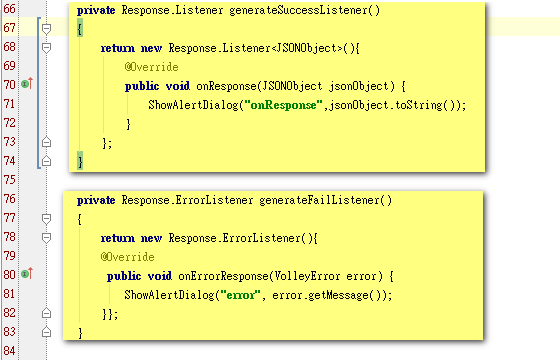 66 private Response.Listener generateSuccessListener()
67 {
68 return new Response.Listener<JSONObject>(){
69 @Override
70 public void onResponse(JSONObject jsonObject) {
71 ShowAlertDialog("onResponse",jsonObject.toString());
72 }
73 };
74 }
75
76 private Response.ErrorListener generateFailListener()
77 {
78 return new Response.ErrorListener(){
79 @Override
80 public void onErrorResponse(VolleyError error) {
81 ShowAlertDialog("error", error.getMessage());
82 }};
83 }
84